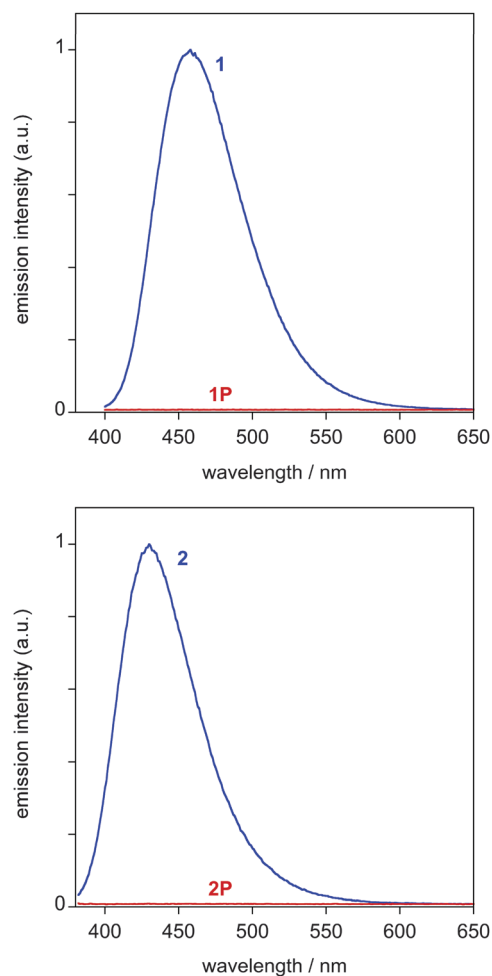 1
1
1P
0
emission intensity (a.u.)
400 450 500 550 600 650
wavelength / nm
1
2
2P
0
emission intensity (a.u.)
400 450 500 550 600 650
wavelength / nm